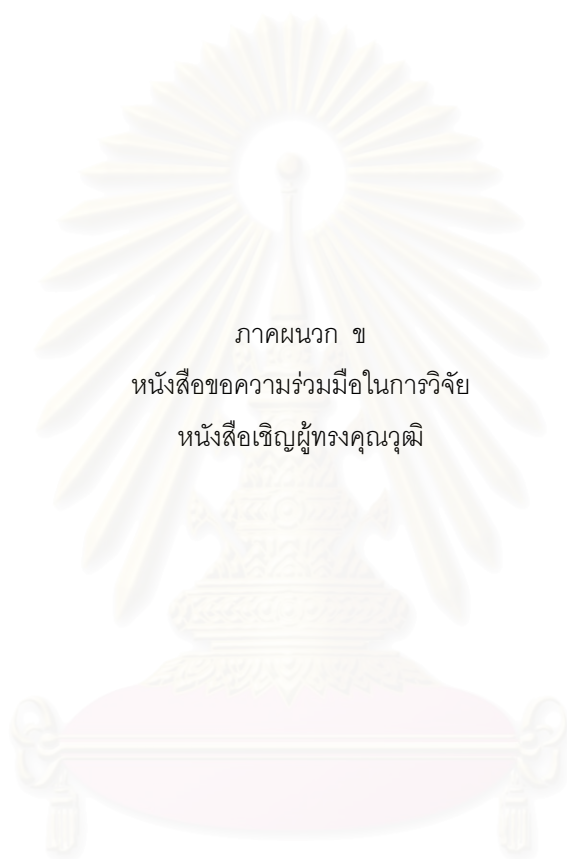 ภาคผนวก ข
หนังสือขอความร่วมมือในการวิจัย
หนังสือเชิญผู้ทรงคุณวุฒิ